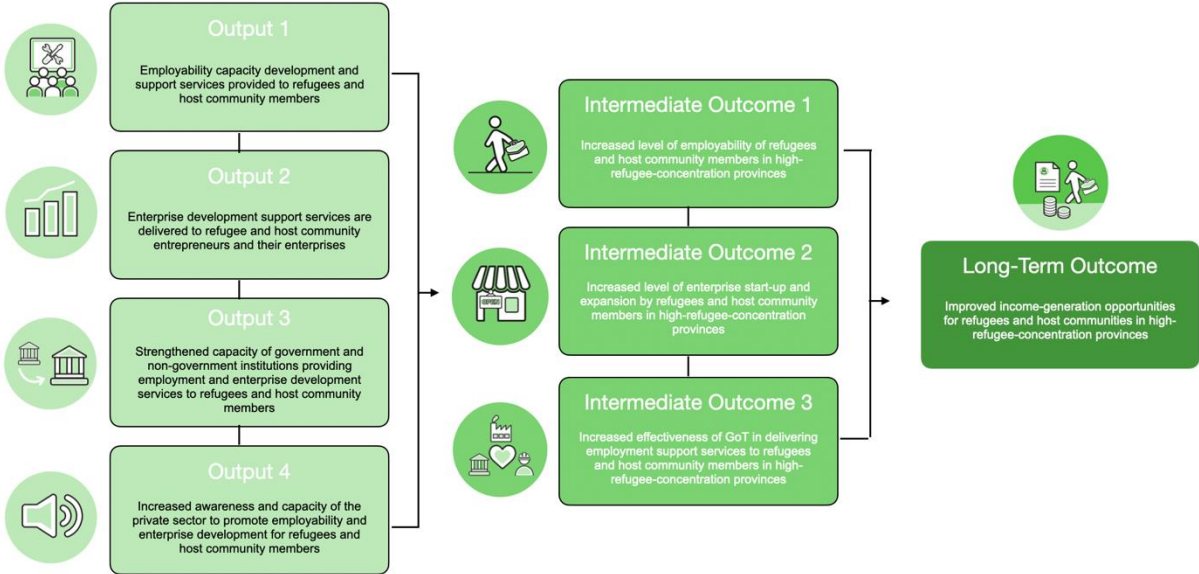 Output 1
Employability capacity development and
support services provided to refugees and
host community members
Output 2
Enterprise development support services are
delivered to refugee and host community
entrepreneurs and their enterprises
Output 3
Strengthened capacity of government and
non-government institutions providing
employment and enterprise development
services to refugees and host community
members
Output 4
Increased awareness and capacity of the
private sector to promote employability and
enterprise development for refugees and
host community members
Intermediate Outcome 1
Increased level of employability of refugees
and host community members in high-
refugee-concentration provinces
Intermediate Outcome 2
Increased level of enterprise start-up and
expansion by refugees and host community
members in high-refugee-concentration
provinces
OPEN
Intermediate Outcome 3
Increased effectiveness of GoT in delivering
employment support services to refugees
and host community members in high-
refugee-concentration provinces
Long-Term Outcome
Improved income-generation opportunities
for refugees and host communities in high-
refugee-concentration provinces